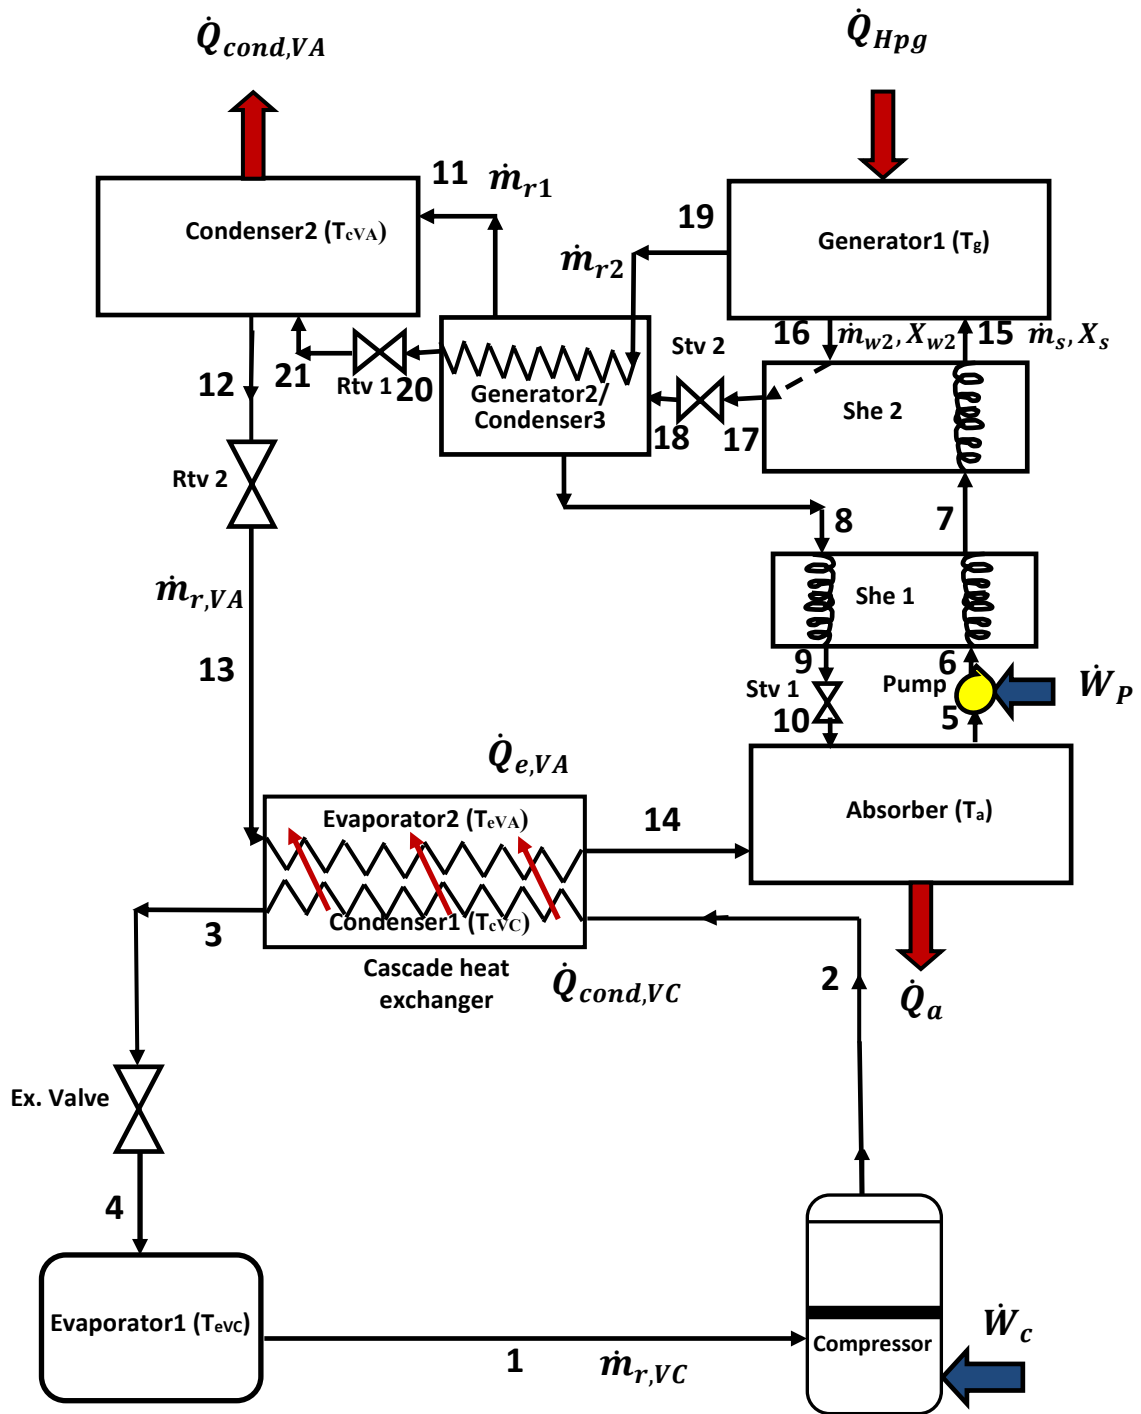 Q̇cond,VA
Q̇Hpg
11
ṁr1
19
Condenser2 (TcVA)
Generator1 (Tg)
ṁr2
16
ṁw2, Xw2
15
ṁs, Xs
Stv 2
21
Rtv 1
20
12
Generator2/
Condenser3
She 2
18
17
Rtv 2
8
7
ṁr,VA
She 1
13
9
6
Stv 1
Pump
ẆP
10
5
Q̇e,VA
Evaporator2 (TeVA)
14
Absorber (Ta)
3
Condenser1 (TcVC)
Cascade heat
exchanger
Q̇cond,VC
2
Q̇a
Ex. Valve
4
Evaporator1 (TeVC)
Compressor
Ẇc
1
ṁr,VC